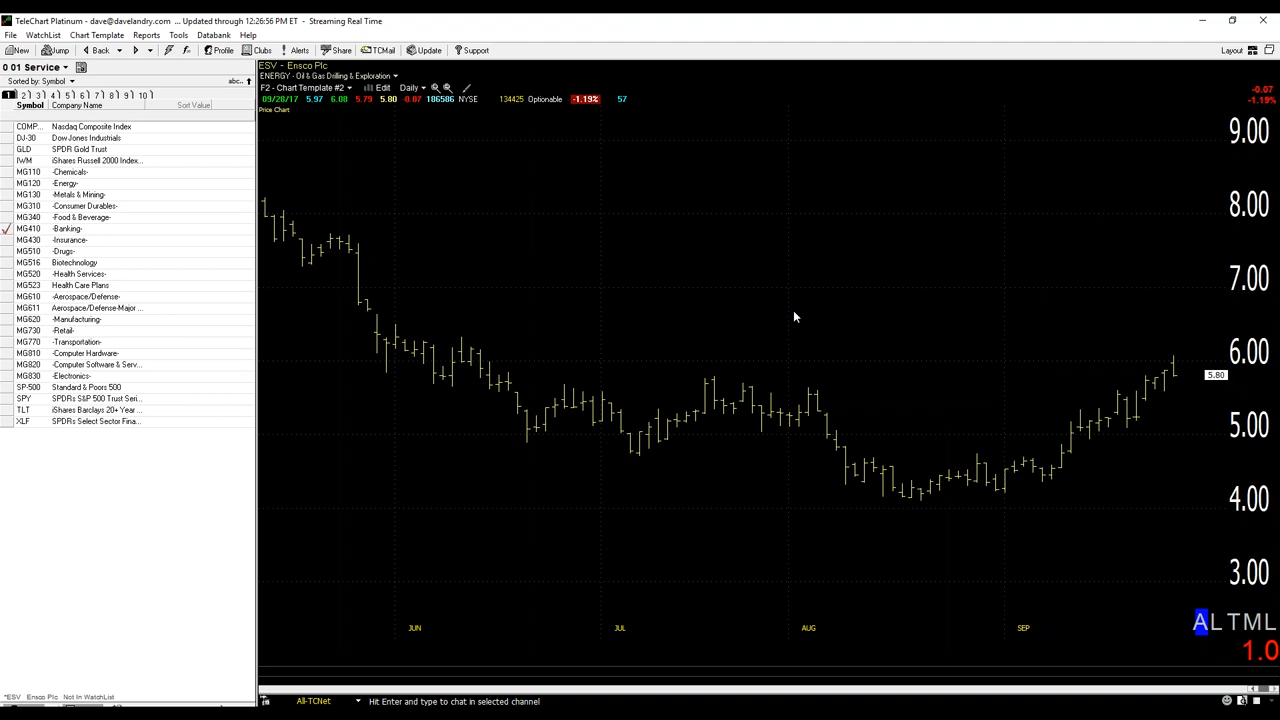 TeleChart Platinum - dave@davelandry.com ... Updated through 12:26:56 PM ET - Streaming Real Time
File WatchList Chart Template Reports Tools Databank Help
New Jump Back Profile Clubs Alerts Share TCMail Update Support Layout
0 01 Service
Sorted by: Symbol abc..
1 2 3 4 5 6 7 8 9 10
Symbol Company Name Sort Value
COMP... Nasdaq Composite Index
DJ-30 Dow Jones Industrials
GLD SPDR Gold Trust
IWM iShares Russell 2000 Index...
MG110 -Chemicals-
MG120 -Energy-
MG130 -Metals & Mining-
MG310 -Consumer Durables-
MG340 -Food & Beverage-
MG410 -Banking-
MG430 -Insurance-
MG510 -Drugs-
MG516 Biotechnology
MG520 -Health Services-
MG523 Health Care Plans
MG610 -Aerospace/Defense-
MG611 Aerospace/Defense-Major ...
MG620 -Manufacturing-
MG730 -Retail-
MG770 -Transportation-
MG810 -Computer Hardware-
MG820 -Computer Software & Serv...
MG830 -Electronics-
SP-500 Standard & Poors 500
SPY SPDRs S&P 500 Trust Seri...
TLT iShares Barclays 20+ Year ...
XLF SPDRs Select Sector Fina...
*ESV Ensco Plc Not In WatchList
ESV - Ensco Plc
ENERGY - Oil & Gas Drilling & Exploration
F2 - Chart Template #2 Edit Daily
09/28/17 5.97 6.08 5.79 5.80 -0.07 186586 NYSE 134425 Optionable -1.19% 57
Price Chart
-0.07
-1.19%
9.00
8.00
7.00
6.00
5.80
5.00
4.00
3.00
JUN JUL AUG SEP
ALTML
1.0
All-TCNet Hit Enter and type to chat in selected channel